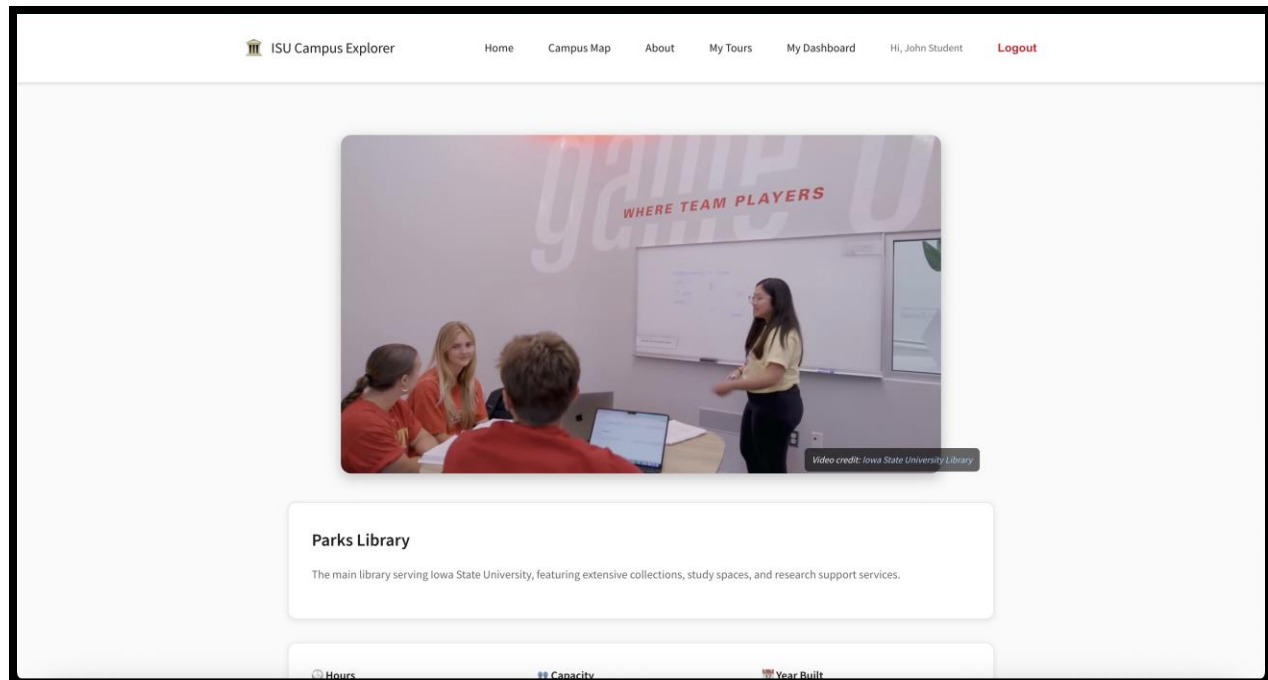 ISU Campus Explorer
Home Campus Map About My Tours My Dashboard Hi, John Student Logout
game
WHERE TEAM PLAYERS
Video credit: Iowa State University Library
Parks Library
The main library serving Iowa State University, featuring extensive collections, study spaces, and research support services.
Hours Capacity Year Built